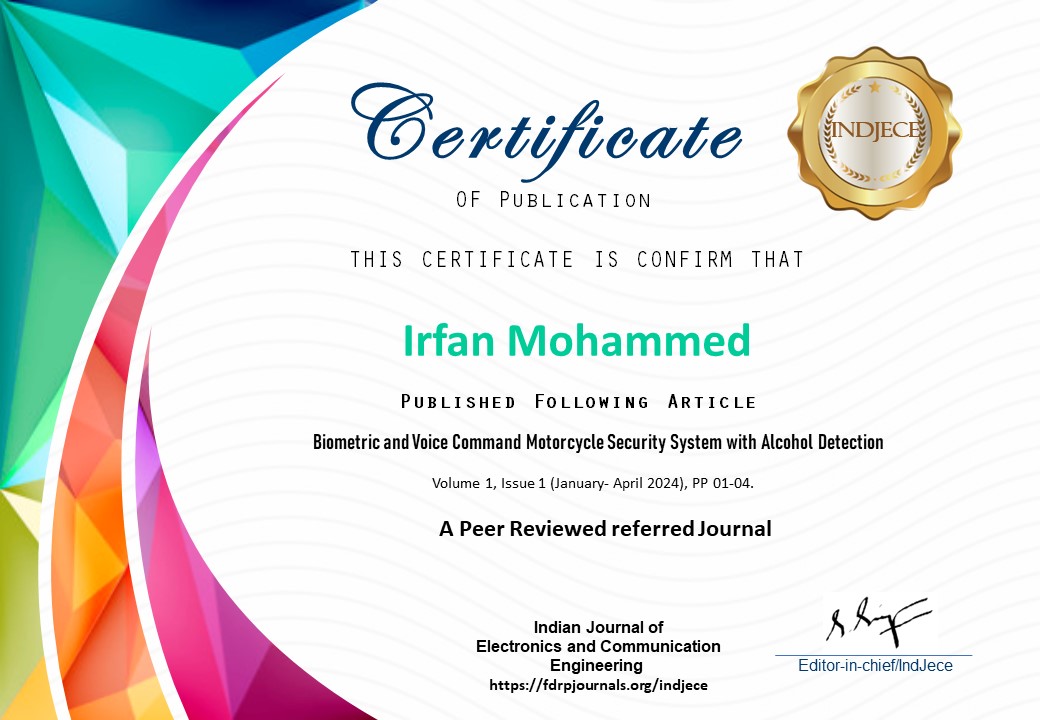 Certificate
INDJECE
OF PUBLICATION
THIS CERTIFICATE IS CONFIRM THAT
Irfan Mohammed
PUBLISHED FOLLOWING ARTICLE
Biometric and Voice Command Motorcycle Security System with Alcohol Detection
Volume 1, Issue 1 (January- April 2024), PP 01-04.
A Peer Reviewed referred Journal
Indian Journal of
Electronics and Communication
Engineering
https://fdrpjournals.org/indjece
Editor-in-chief/IndJece